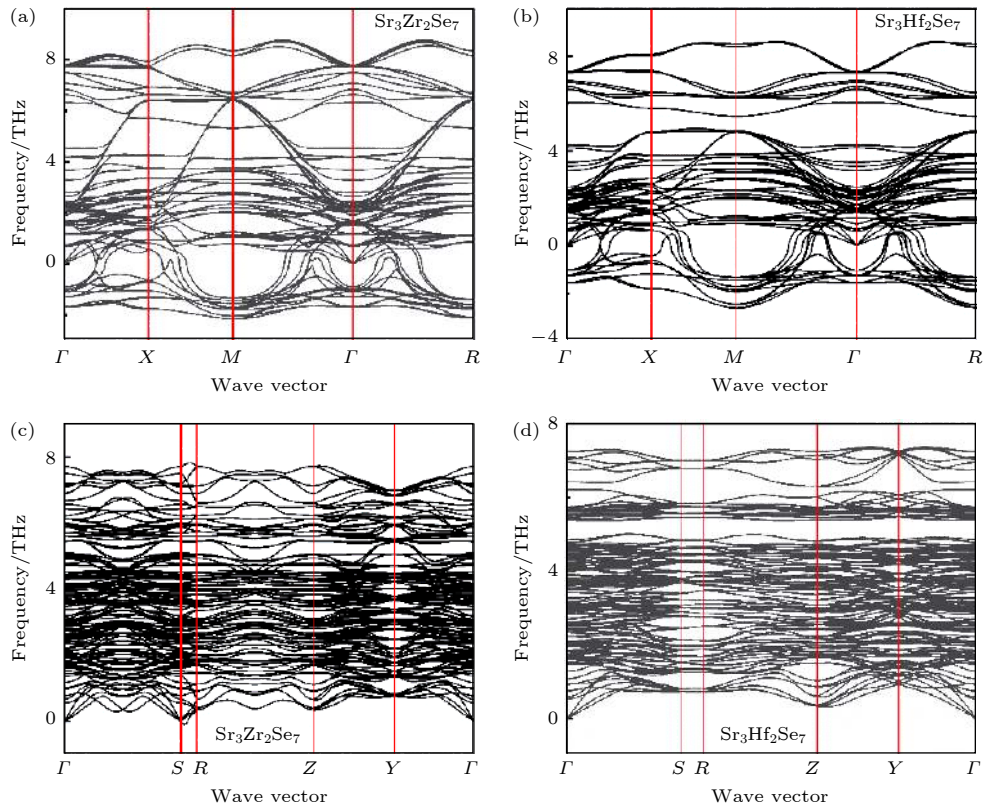 (a)
Sr3Zr2Se7
8
4
0
Frequency/THz
Γ X M Γ R
Wave vector
(b)
Sr3Hf2Se7
8
4
0
−4
Frequency/THz
Γ X M Γ R
Wave vector
(c)
8
4
0
Frequency/THz
Sr3Zr2Se7
Γ S R Z Y Γ
Wave vector
(d)
8
4
0
Frequency/THz
Sr3Hf2Se7
Γ S R Z Y Γ
Wave vector